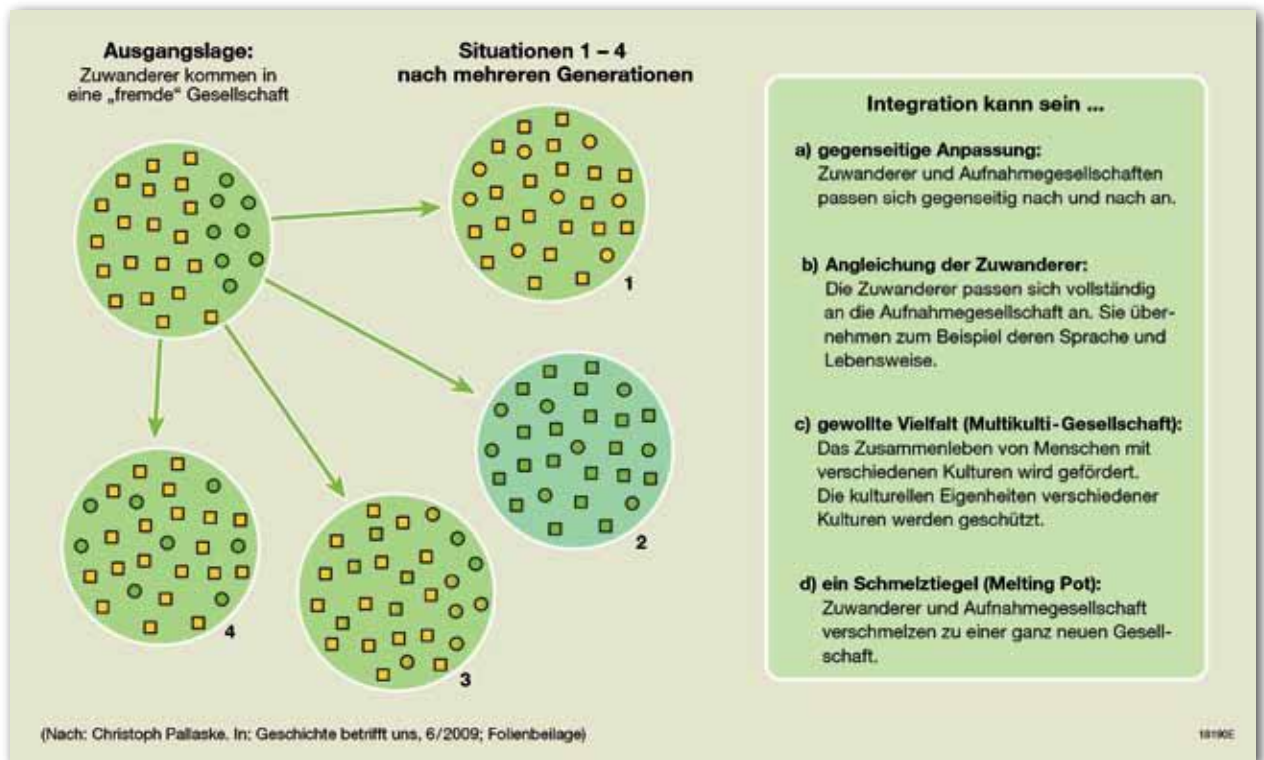 Ausgangslage:
Zuwanderer kommen in
eine „fremde“ Gesellschaft
Situationen 1 – 4
nach mehreren Generationen
1
2
3
4
Integration kann sein ...
a) gegenseitige Anpassung:
Zuwanderer und Aufnahmegesellschaften
passen sich gegenseitig nach und nach an.
b) Angleichung der Zuwanderer:
Die Zuwanderer passen sich vollständig
an die Aufnahmegesellschaft an. Sie über-
nehmen zum Beispiel deren Sprache und
Lebensweise.
c) gewollte Vielfalt (Multikulti-Gesellschaft):
Das Zusammenleben von Menschen mit
verschiedenen Kulturen wird gefördert.
Die kulturellen Eigenheiten verschiedener
Kulturen werden geschützt.
d) ein Schmelztiegel (Melting Pot):
Zuwanderer und Aufnahmegesellschaft
verschmelzen zu einer ganz neuen Gesell-
schaft.
(Nach: Christoph Pallaske. In: Geschichte betrifft uns, 6/2009; Folienbeilage)
18190E